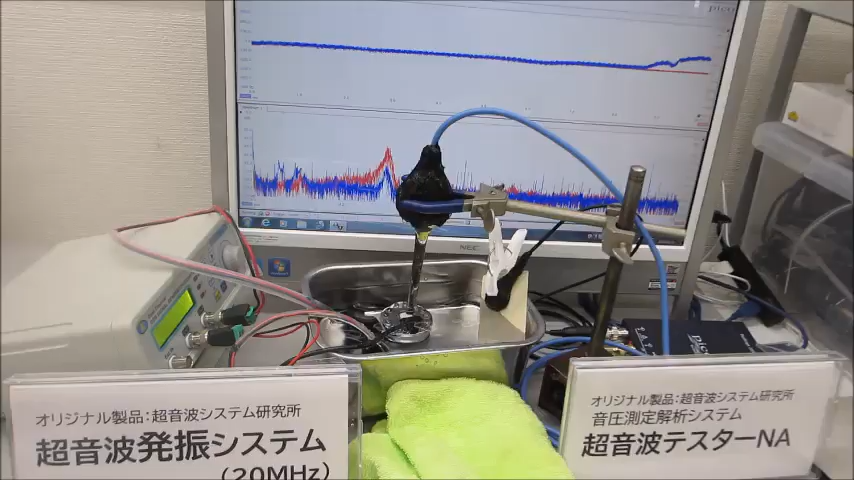 pico
NEC
pico
オリジナル製品:超音波システム研究所
超音波発振システム
(20MHz)
オリジナル製品:超音波システム研究所
音圧測定解析システム
超音波テスターNA